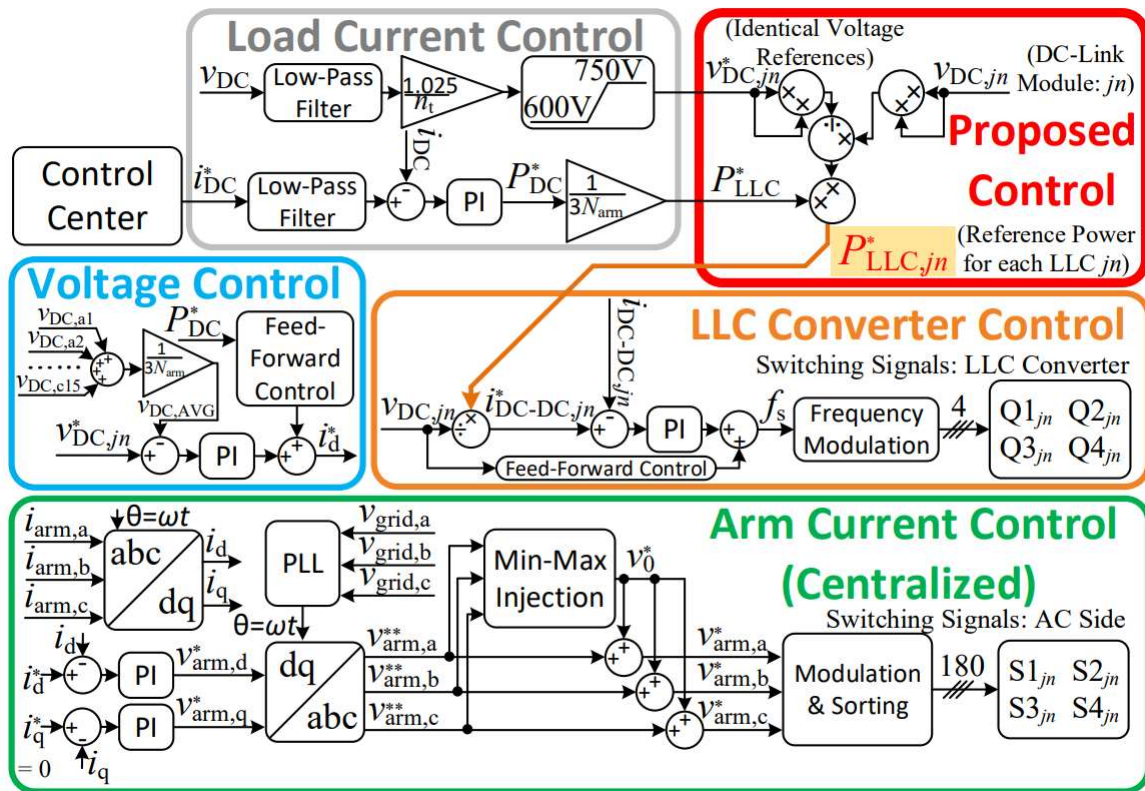 Load Current Control
v_DC
Low-Pass
Filter
1.025
n_t
750V
600V
i_DC
Control
Center
i*_DC
Low-Pass
Filter
+
-
PI
P*_DC
1
3N_arm
(Identical Voltage
References)
v*_DC,jn
v_DC,jn
(DC-Link
Module: jn)
×
×
×
×
÷
×
Proposed
Control
P*_LLC
×
×
P*_LLC,jn
(Reference Power
for each LLC jn)
Voltage Control
v_DC,a1
v_DC,a2
······
v_DC,c15
+
+
+
+
1
3N_arm
P*_DC
Feed-
Forward
Control
v_DC,AVG
v*_DC,jn
+
-
PI
+
+
i*_d
LLC Converter Control
Switching Signals: LLC Converter
i_DC-DC,jn
v_DC,jn
÷
×
i*_DC-DC,jn
+
-
PI
+
+
f_s
Frequency
Modulation
4
Q1_jn Q2_jn
Q3_jn Q4_jn
Feed-Forward Control
Arm Current Control
(Centralized)
Switching Signals: AC Side
θ=ωt
i_arm,a
i_arm,b
i_arm,c
abc
dq
i_d
i_q
PLL
v_grid,a
v_grid,b
v_grid,c
θ=ωt
Min-Max
Injection
v*_0
i_d
i*_d
+
-
PI
v*_arm,d
i*_q
= 0
+
-
i_q
PI
v*_arm,q
dq
abc
v**_arm,a
v**_arm,b
v**_arm,c
+
+
+
+
+
+
v*_arm,a
v*_arm,b
v*_arm,c
Modulation
& Sorting
180
S1_jn S2_jn
S3_jn S4_jn